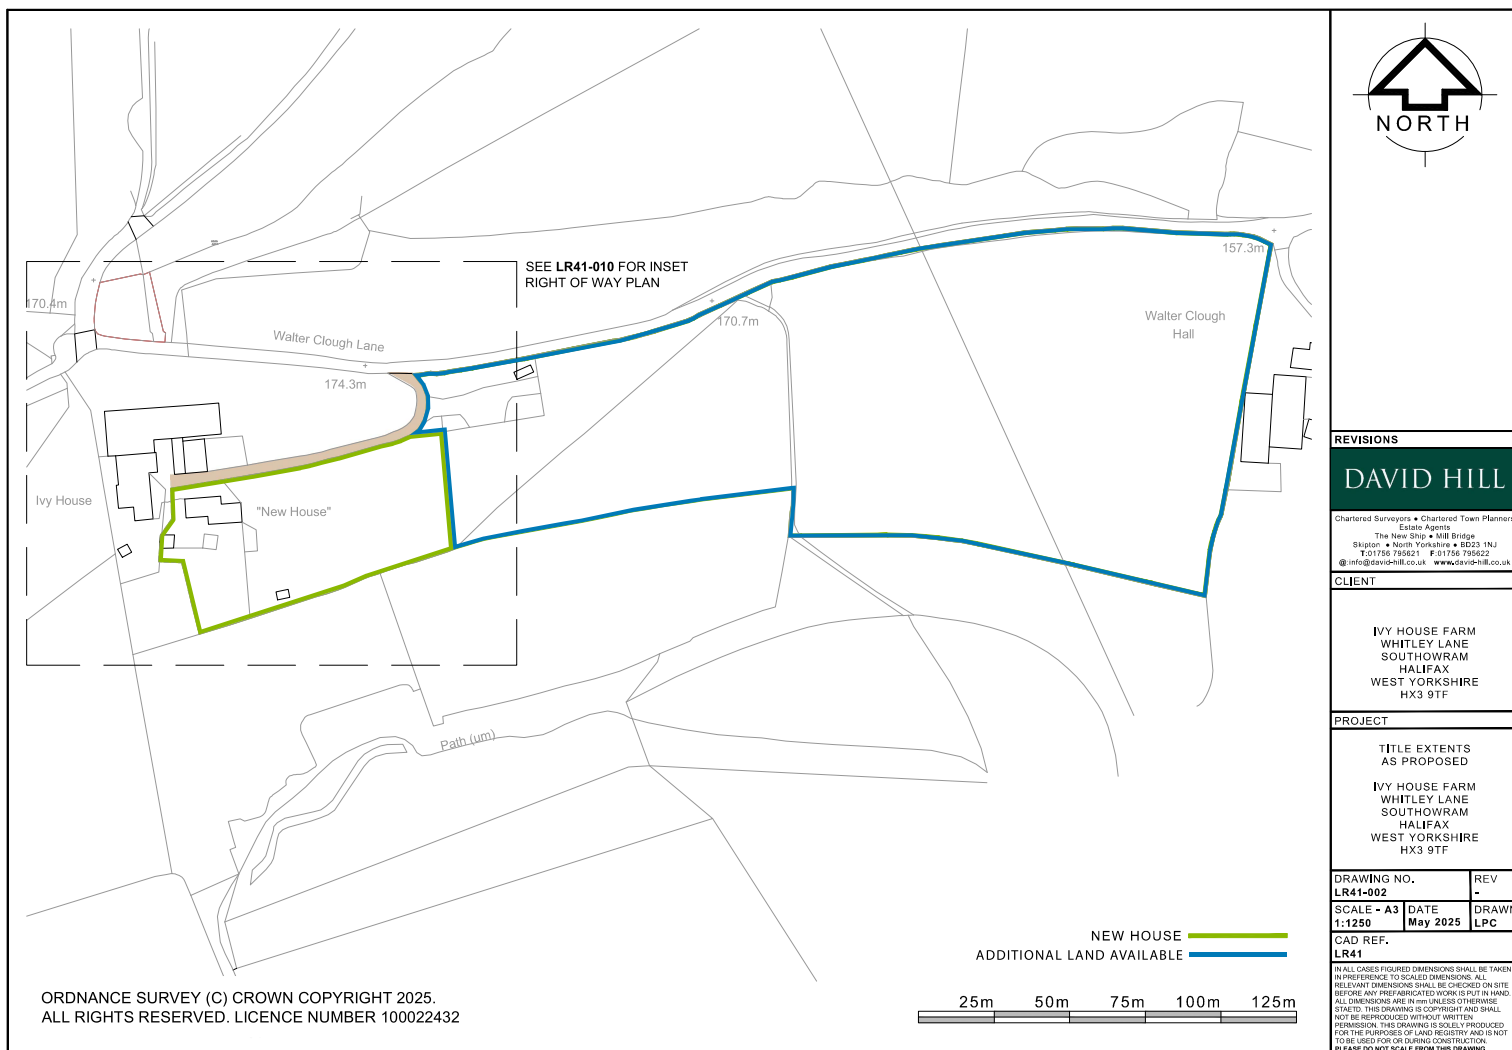 SEE LR41-010 FOR INSET
RIGHT OF WAY PLAN
170.4m
Walter Clough Lane
174.3m
170.7m
157.3m
Walter Clough
Hall
Ivy House
"New House"
Path (um)
NEW HOUSE
ADDITIONAL LAND AVAILABLE
25m 50m 75m 100m 125m
ORDNANCE SURVEY (C) CROWN COPYRIGHT 2025.
ALL RIGHTS RESERVED. LICENCE NUMBER 100022432
NORTH
REVISIONS
DAVID HILL
Chartered Surveyors • Chartered Town Planners
Estate Agents
The New Ship • Mill Bridge
Skipton • North Yorkshire • BD23 1NJ
T:01756 795621 F:01756 795622
@:info@david-hill.co.uk www.david-hill.co.uk
CLIENT
IVY HOUSE FARM
WHITLEY LANE
SOUTHOWRAM
HALIFAX
WEST YORKSHIRE
HX3 9TF
PROJECT
TITLE EXTENTS
AS PROPOSED
IVY HOUSE FARM
WHITLEY LANE
SOUTHOWRAM
HALIFAX
WEST YORKSHIRE
HX3 9TF
DRAWING NO. REV
LR41-002 -
SCALE - A3 DATE DRAWN
1:1250 May 2025 LPC
CAD REF.
LR41
IN ALL CASES FIGURED DIMENSIONS SHALL BE TAKEN
IN PREFERENCE TO SCALED DIMENSIONS. ALL
RELEVANT DIMENSIONS SHALL BE CHECKED ON SITE
BEFORE ANY PREFABRICATED WORK IS PUT IN HAND.
ALL DIMENSIONS ARE IN mm UNLESS OTHERWISE
STAETD. THIS DRAWING IS COPYRIGHT AND SHALL
NOT BE REPRODUCED WITHOUT WRITTEN
PERMISSION. THIS DRAWING IS SOLELY PRODUCED
FOR THE PURPOSES OF LAND REGISTRY AND IS NOT
TO BE USED FOR OR DURING CONSTRUCTION.
PLEASE DO NOT SCALE FROM THIS DRAWING